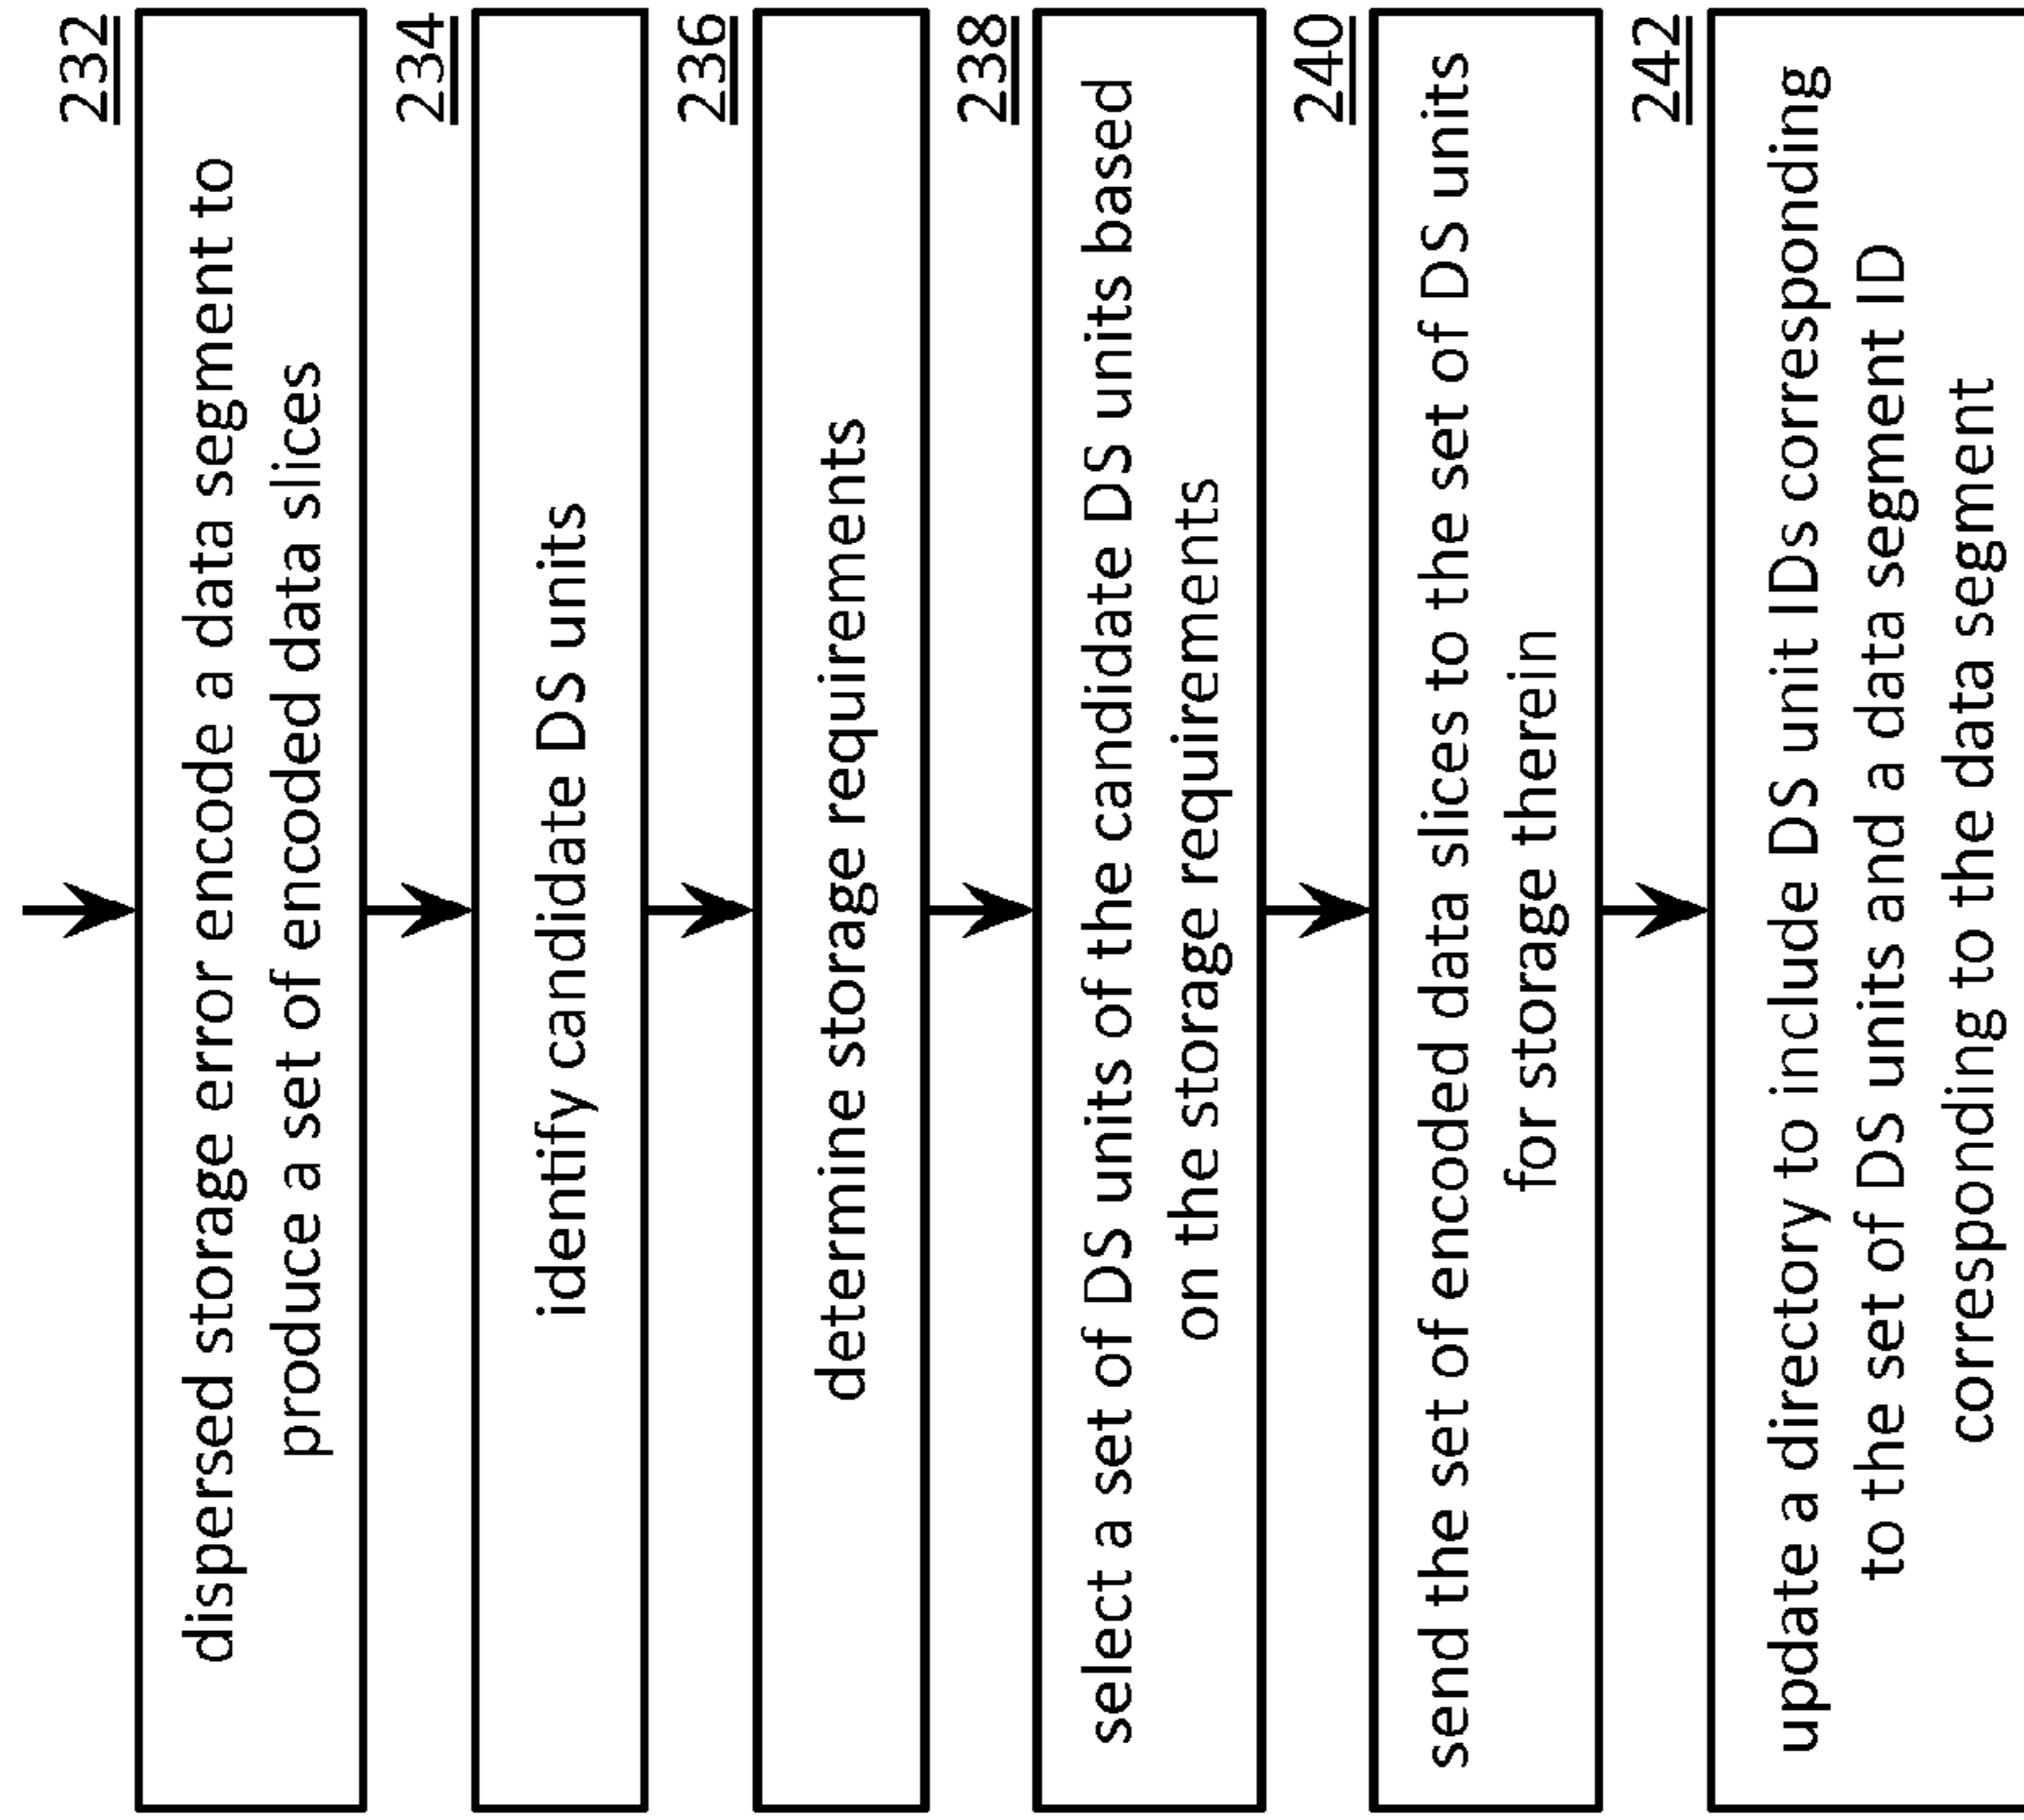 232
dispersed storage error encode a data segment to
produce a set of encoded data slices
234
identify candidate DS units
236
determine storage requirements
238
select a set of DS units of the candidate DS units based
on the storage requirements
240
send the set of encoded data slices to the set of DS units
for storage therein
242
update a directory to include DS unit IDs corresponding
to the set of DS units and a data segment ID
corresponding to the data segment